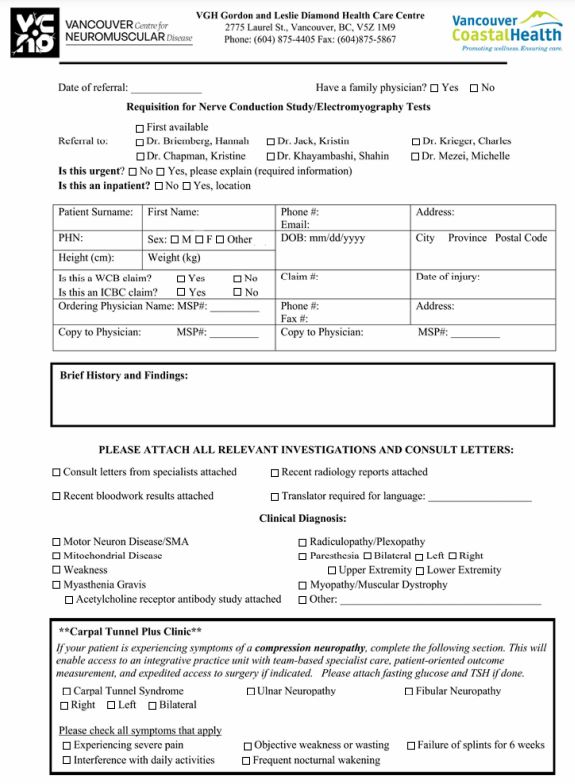 VCND
VANCOUVER Centre for
NEUROMUSCULAR Disease
VGH Gordon and Leslie Diamond Health Care Centre
2775 Laurel St., Vancouver, BC, V5Z 1M9
Phone: (604) 875-4405 Fax: (604)875-5867
Vancouver
CoastalHealth
Promoting wellness. Ensuring care.
Date of referral: ____________ Have a family physician? ☐ Yes ☐ No
Requisition for Nerve Conduction Study/Electromyography Tests
☐ First available
Referral to: ☐ Dr. Briemberg, Hannah ☐ Dr. Jack, Kristin ☐ Dr. Krieger, Charles
☐ Dr. Chapman, Kristine ☐ Dr. Khayambashi, Shahin ☐ Dr. Mezei, Michelle
Is this urgent? ☐ No ☐ Yes, please explain (required information)
Is this an inpatient? ☐ No ☐ Yes, location
Patient Surname: First Name: Phone #: Address:
Email:
PHN: Sex: ☐ M ☐ F ☐ Other DOB: mm/dd/yyyy City Province Postal Code
Height (cm): Weight (kg)
Is this a WCB claim? ☐ Yes ☐ No Claim #: Date of injury:
Is this an ICBC claim? ☐ Yes ☐ No
Ordering Physician Name: MSP#: _________ Phone #: Address:
Fax #:
Copy to Physician: MSP#: _________ Copy to Physician: MSP#: _________
Brief History and Findings:
PLEASE ATTACH ALL RELEVANT INVESTIGATIONS AND CONSULT LETTERS:
☐ Consult letters from specialists attached ☐ Recent radiology reports attached
☐ Recent bloodwork results attached ☐ Translator required for language: ____________________
Clinical Diagnosis:
☐ Motor Neuron Disease/SMA ☐ Radiculopathy/Plexopathy
☐ Mitochondrial Disease ☐ Paresthesia ☐ Bilateral ☐ Left ☐ Right
☐ Weakness ☐ Upper Extremity ☐ Lower Extremity
☐ Myasthenia Gravis ☐ Myopathy/Muscular Dystrophy
☐ Acetylcholine receptor antibody study attached ☐ Other: ____________________
**Carpal Tunnel Plus Clinic**
If your patient is experiencing symptoms of a compression neuropathy, complete the following section. This will
enable access to an integrative practice unit with team-based specialist care, patient-oriented outcome
measurement, and expedited access to surgery if indicated. Please attach fasting glucose and TSH if done.
☐ Carpal Tunnel Syndrome ☐ Ulnar Neuropathy ☐ Fibular Neuropathy
☐ Right ☐ Left ☐ Bilateral
Please check all symptoms that apply
☐ Experiencing severe pain ☐ Objective weakness or wasting ☐ Failure of splints for 6 weeks
☐ Interference with daily activities ☐ Frequent nocturnal wakening